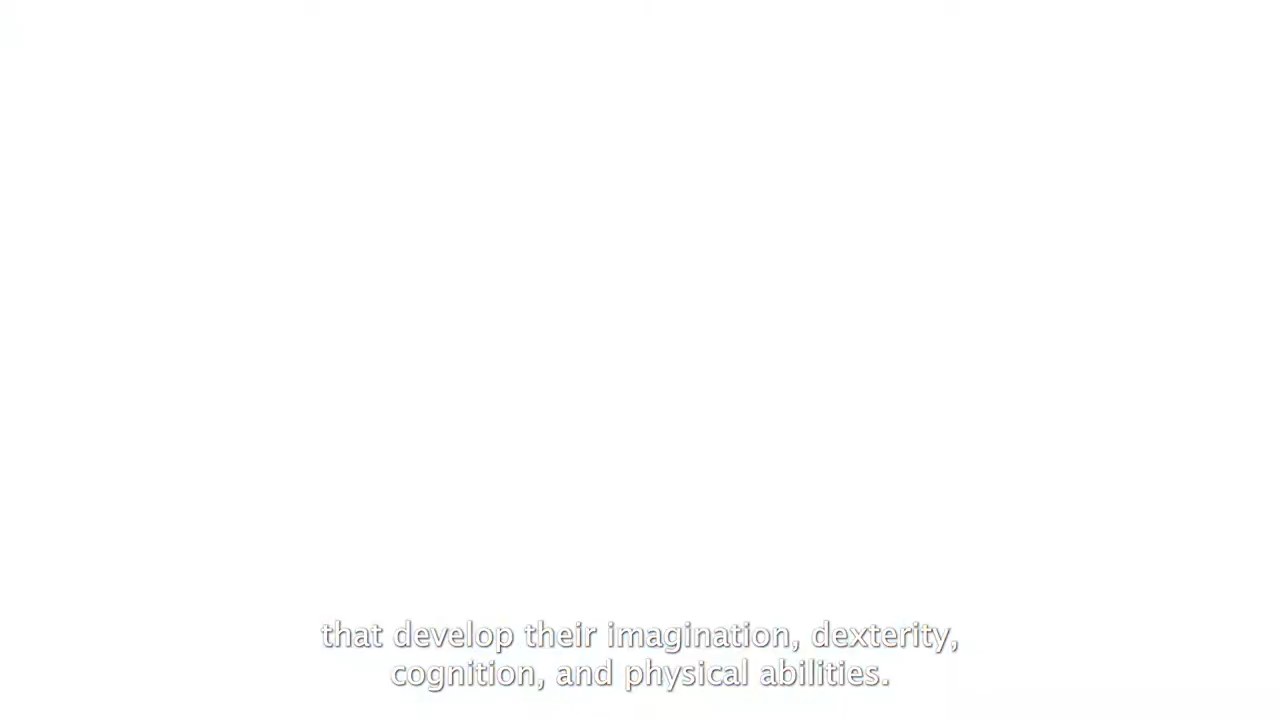 that develop their imagination, dexterity,
cognition, and physical abilities.